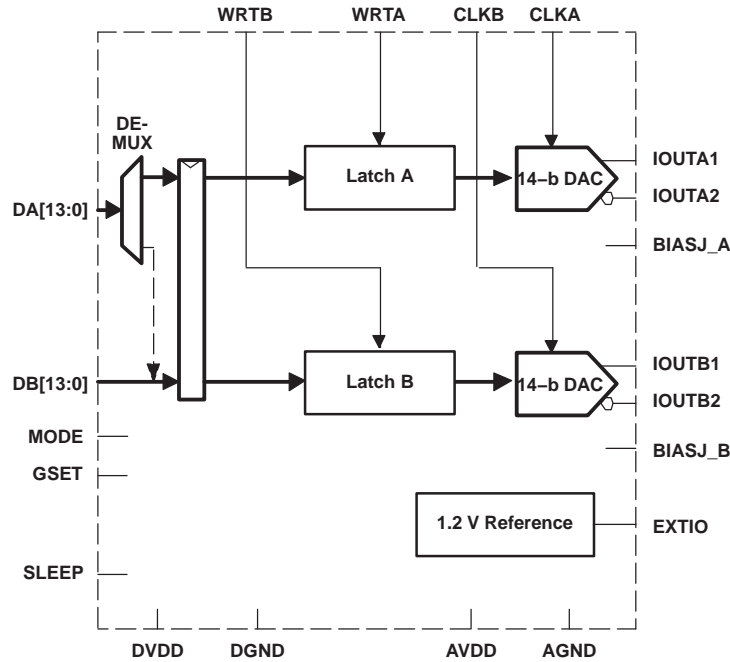 WRTB
WRTA
CLKB
CLKA
DE-
MUX
DA[13:0]
Latch A
14–b DAC
IOUTA1
IOUTA2
BIASJ_A
DB[13:0]
Latch B
14–b DAC
IOUTB1
IOUTB2
BIASJ_B
MODE
GSET
1.2 V Reference
EXTIO
SLEEP
DVDD
DGND
AVDD
AGND